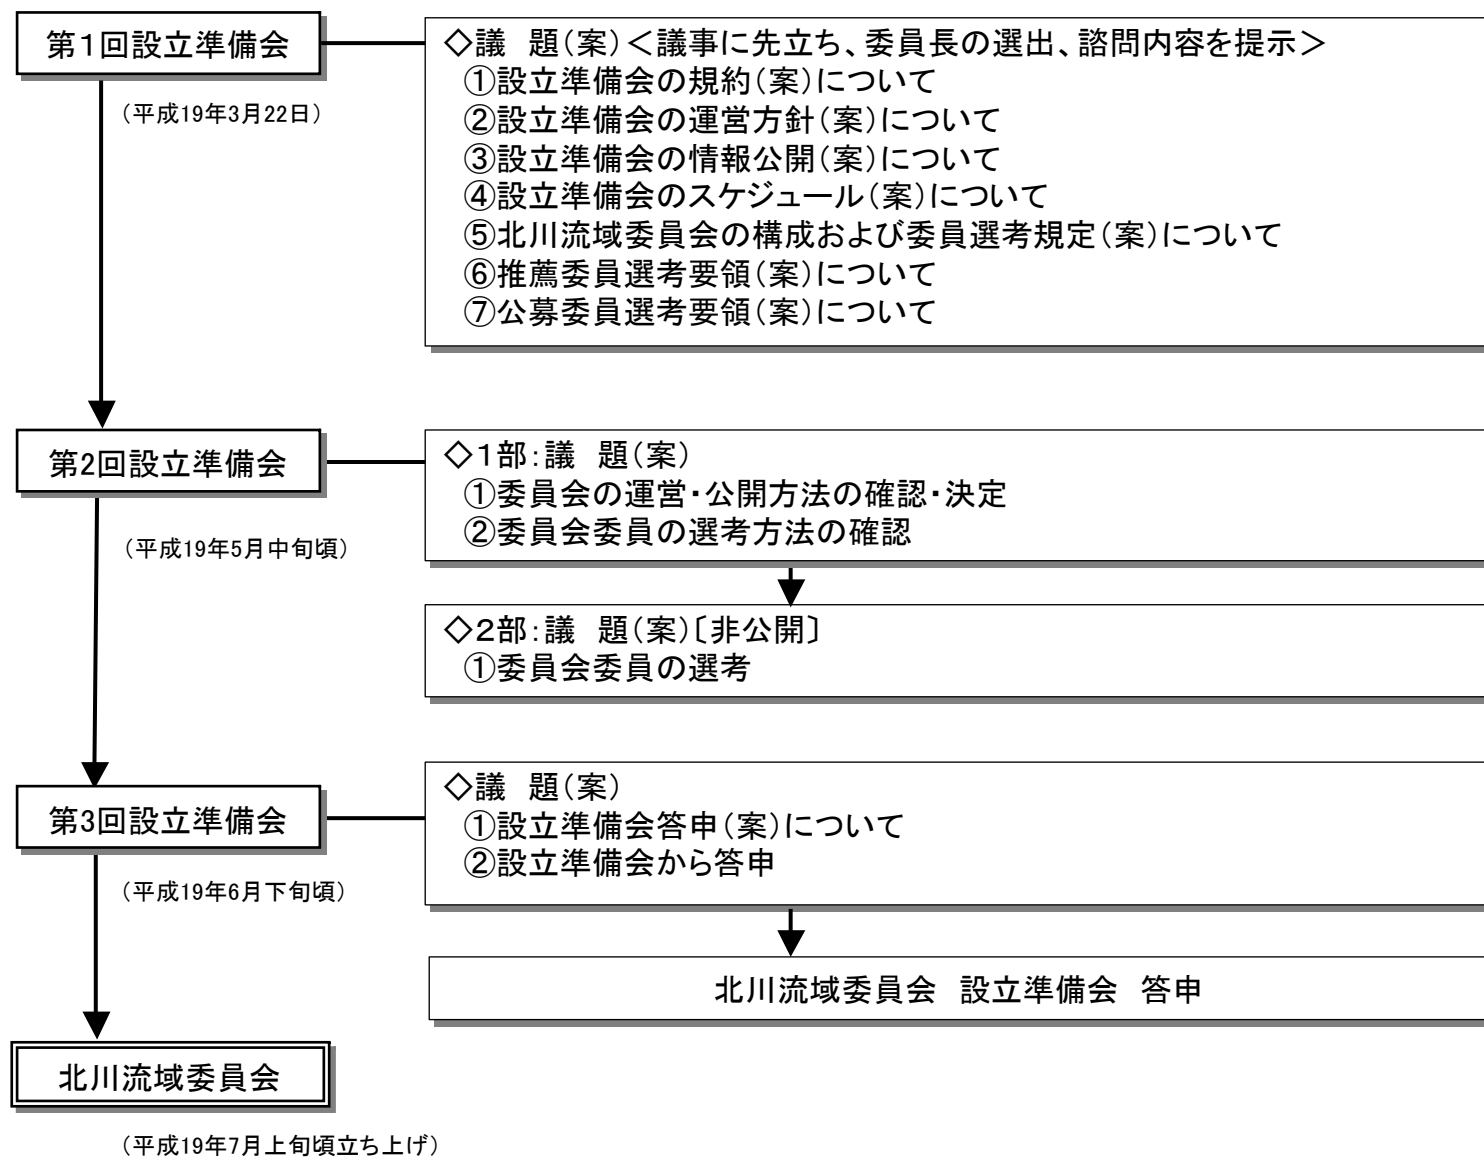 第1回設立準備会
（平成19年3月22日）
◇議　題（案）＜議事に先立ち、委員長の選出、諮問内容を提示＞
①設立準備会の規約（案）について
②設立準備会の運営方針（案）について
③設立準備会の情報公開（案）について
④設立準備会のスケジュール（案）について
⑤北川流域委員会の構成および委員選考規定（案）について
⑥推薦委員選考要領（案）について
⑦公募委員選考要領（案）について
第2回設立準備会
（平成19年5月中旬頃）
◇1部：議　題（案）
①委員会の運営・公開方法の確認・決定
②委員会委員の選考方法の確認
◇2部：議　題（案）〔非公開〕
①委員会委員の選考
第3回設立準備会
（平成19年6月下旬頃）
◇議　題（案）
①設立準備会答申（案）について
②設立準備会から答申
北川流域委員会　設立準備会　答申
北川流域委員会
（平成19年7月上旬頃立ち上げ）